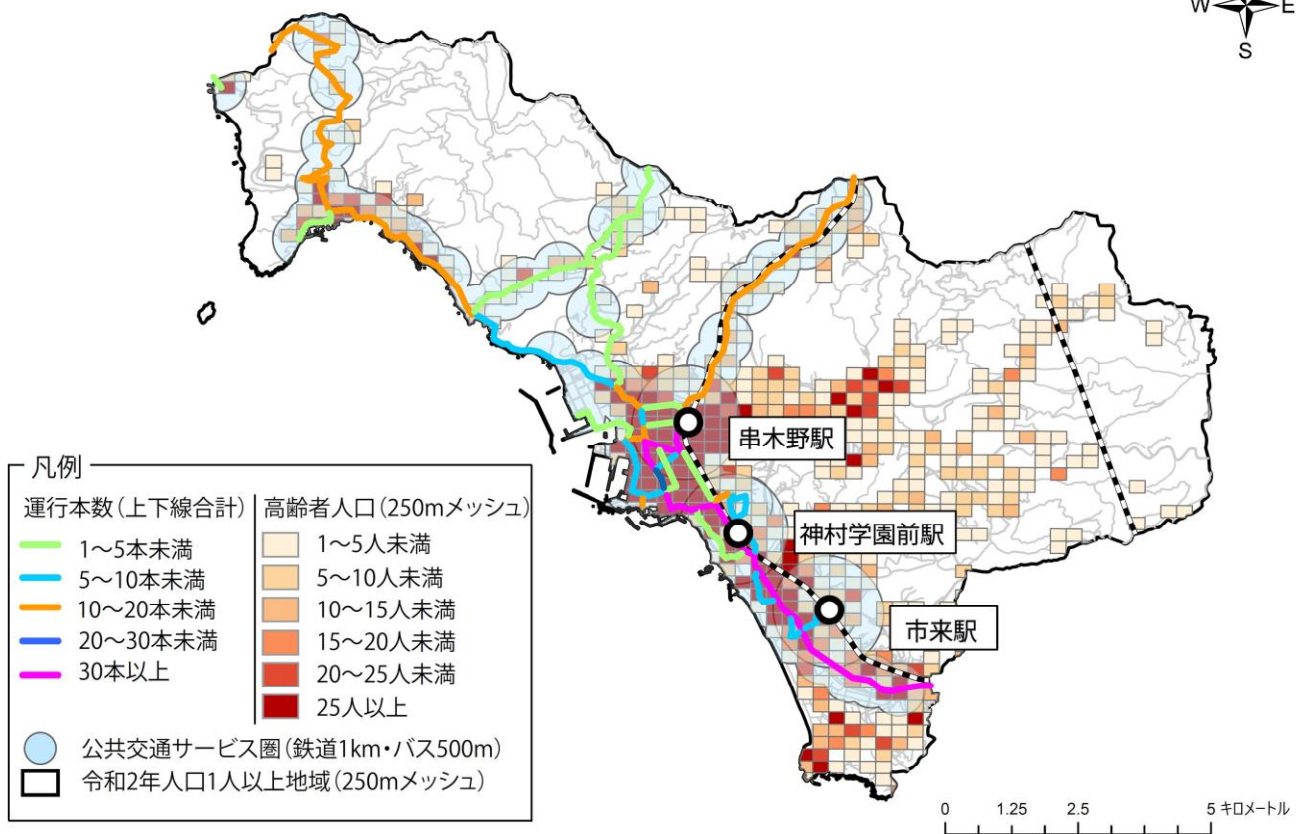 W E
S
串木野駅
神村学園前駅
市来駅
凡例
運行本数(上下線合計)
1~5本未満
5~10本未満
10~20本未満
20~30本未満
30本以上
高齢者人口(250mメッシュ)
1~5人未満
5~10人未満
10~15人未満
15~20人未満
20~25人未満
25人以上
公共交通サービス圏(鉄道1km・バス500m)
令和2年人口1人以上地域(250mメッシュ)
0 1.25 2.5 5 キロメートル